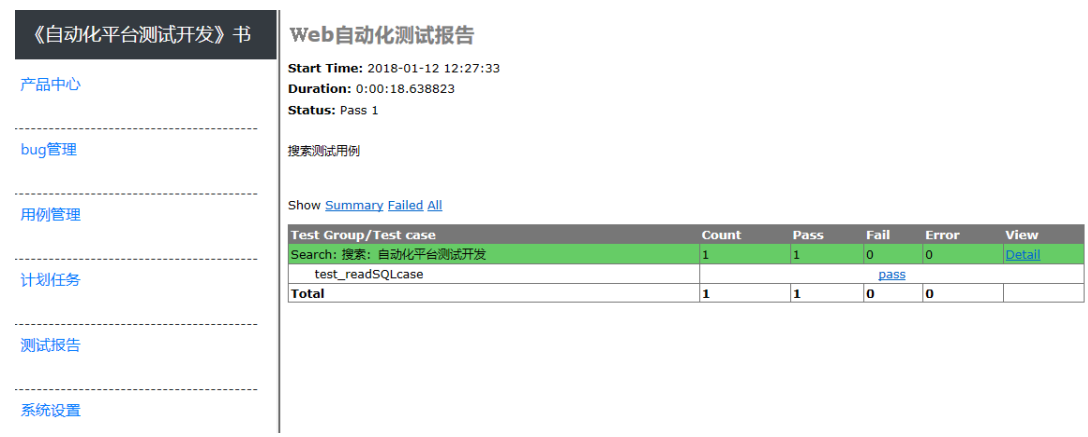 《自动化平台测试开发》书
产品中心
bug管理
用例管理
计划任务
测试报告
系统设置
Web自动化测试报告
Start Time: 2018-01-12 12:27:33
Duration: 0:00:18.638823
Status: Pass 1
搜索测试用例
Show Summary Failed All
Test Group/Test case Count Pass Fail Error View
Search: 搜索: 自动化平台测试开发 1 1 0 0 Detail
test_readSQLcase pass
Total 1 1 0 0